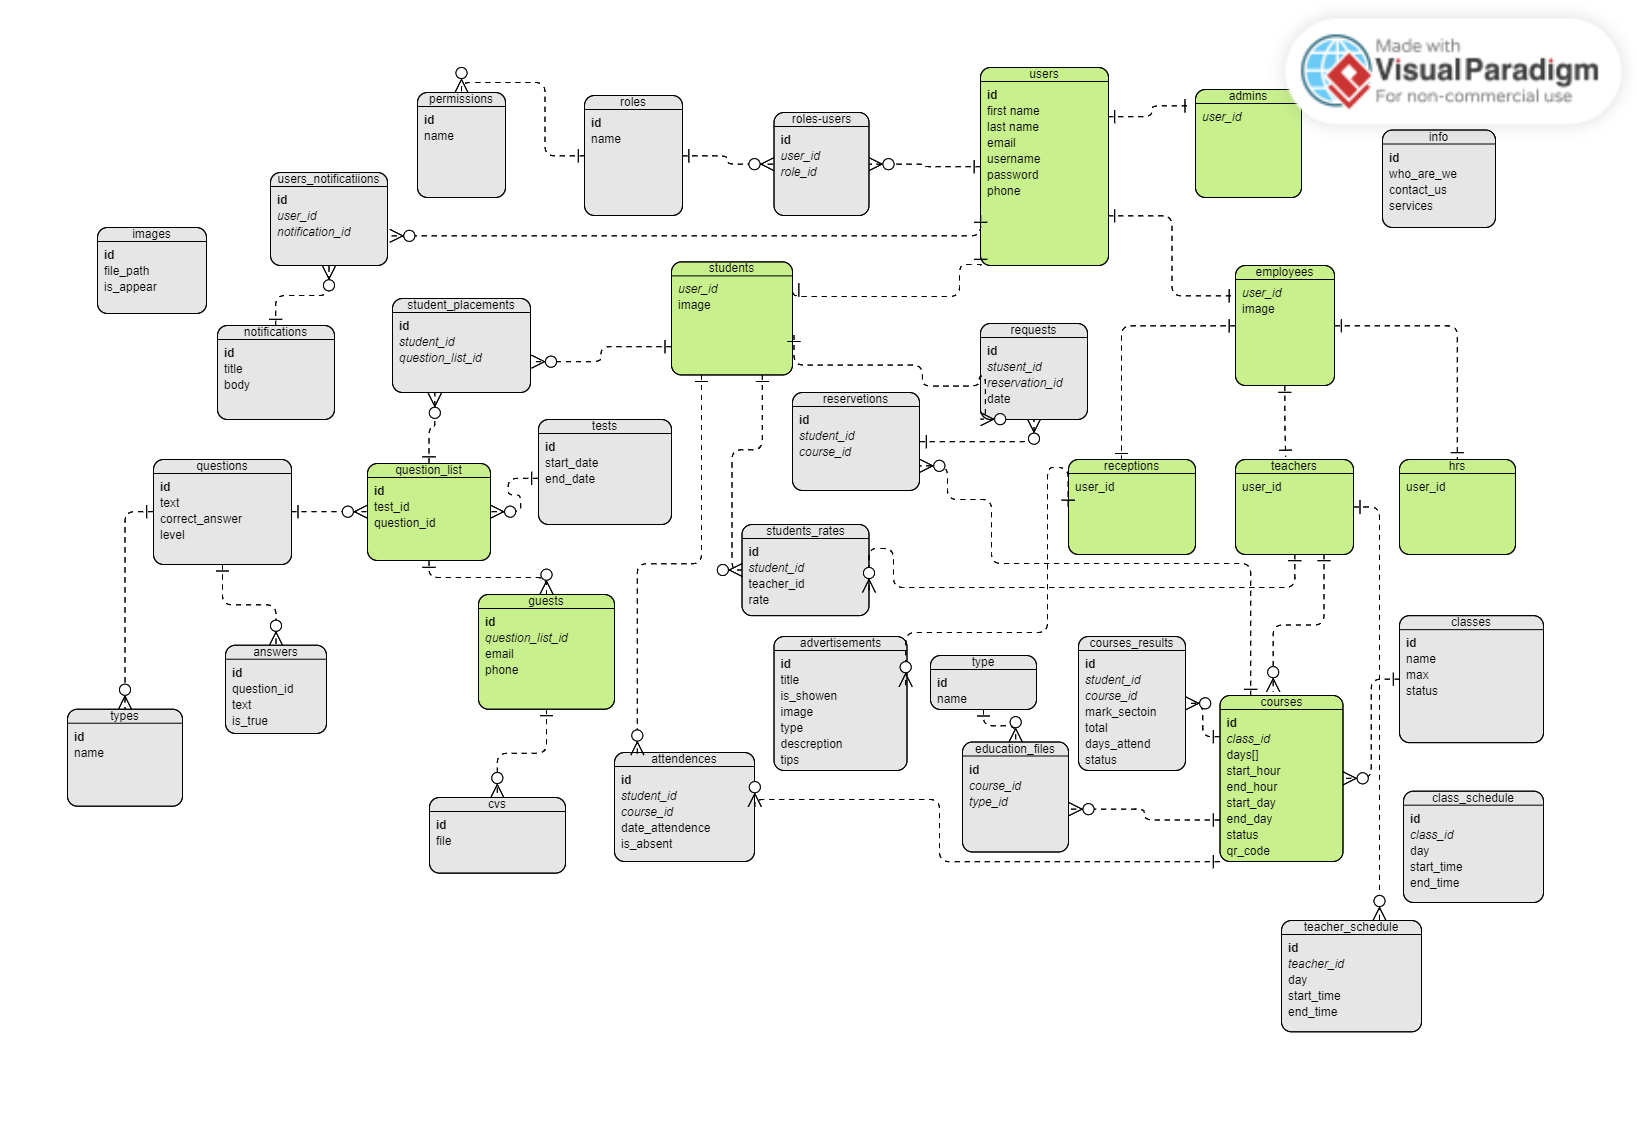 Made with
Visual Paradigm
For non-commercial use
users
id
first name
last name
email
username
password
phone
admins
user_id
permissions
id
name
roles
id
name
roles-users
id
user_id
role_id
info
id
who_are_we
contact_us
services
users_notificatiions
id
user_id
notification_id
images
id
file_path
is_appear
students
user_id
image
employees
user_id
image
student_placements
id
student_id
question_list_id
notifications
id
title
body
requests
id
stusent_id
reservation_id
date
reservetions
id
student_id
course_id
tests
id
start_date
end_date
questions
id
text
correct_answer
level
question_list
id
test_id
question_id
receptions
user_id
teachers
user_id
hrs
user_id
students_rates
id
student_id
teacher_id
rate
guests
id
question_list_id
email
phone
answers
id
question_id
text
is_true
types
id
name
advertisements
id
title
is_showen
image
type
descreption
tips
type
id
name
courses_results
id
student_id
course_id
mark_sectoin
total
days_attend
status
classes
id
name
max
status
courses
id
class_id
days[]
start_hour
end_hour
start_day
end_day
status
qr_code
education_files
id
course_id
type_id
attendences
id
student_id
course_id
date_attendence
is_absent
cvs
id
file
class_schedule
id
class_id
day
start_time
end_time
teacher_schedule
id
teacher_id
day
start_time
end_time